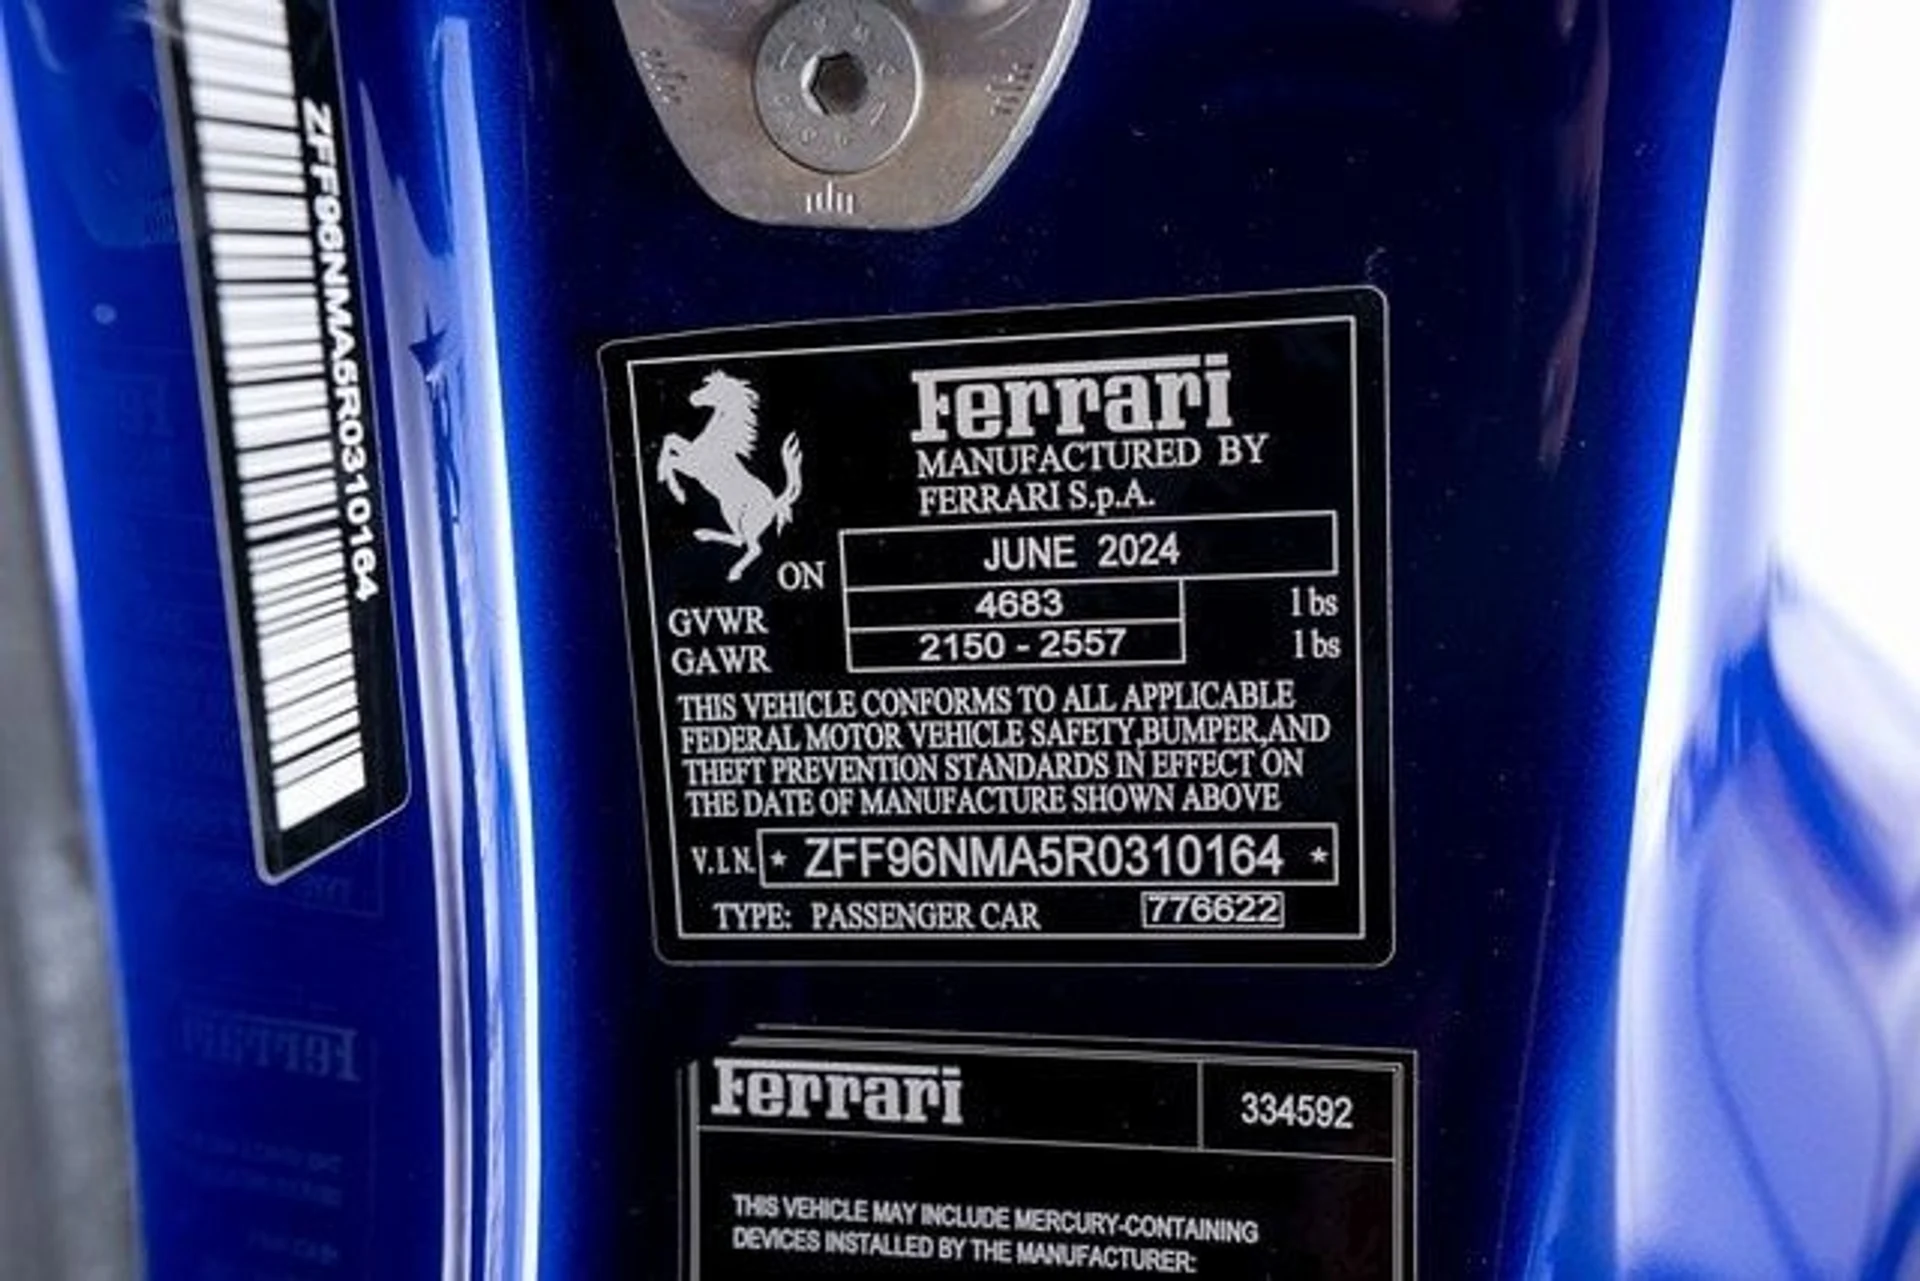 ZFF96NMA5R0310164
Ferrari
MANUFACTURED BY
FERRARI S.p.A.
ON JUNE 2024
GVWR 4683 lbs
GAWR 2150 - 2557 lbs
THIS VEHICLE CONFORMS TO ALL APPLICABLE
FEDERAL MOTOR VEHICLE SAFETY,BUMPER,AND
THEFT PREVENTION STANDARDS IN EFFECT ON
THE DATE OF MANUFACTURE SHOWN ABOVE
V.I.N. * ZFF96NMA5R0310164 *
TYPE: PASSENGER CAR 776622
Ferrari 334592
THIS VEHICLE MAY INCLUDE MERCURY-CONTAINING
DEVICES INSTALLED BY THE MANUFACTURER: